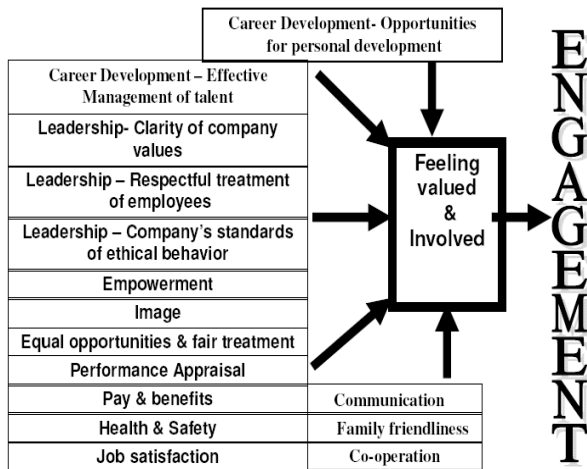 Career Development- Opportunities
for personal development
Career Development – Effective
Management of talent
Leadership- Clarity of company
values
Leadership – Respectful treatment
of employees
Leadership – Company's standards
of ethical behavior
Empowerment
Image
Equal opportunities & fair treatment
Performance Appraisal
Pay & benefits
Health & Safety
Job satisfaction
Communication
Family friendliness
Co-operation
Feeling
valued
&
Involved
ENGAGEMENT